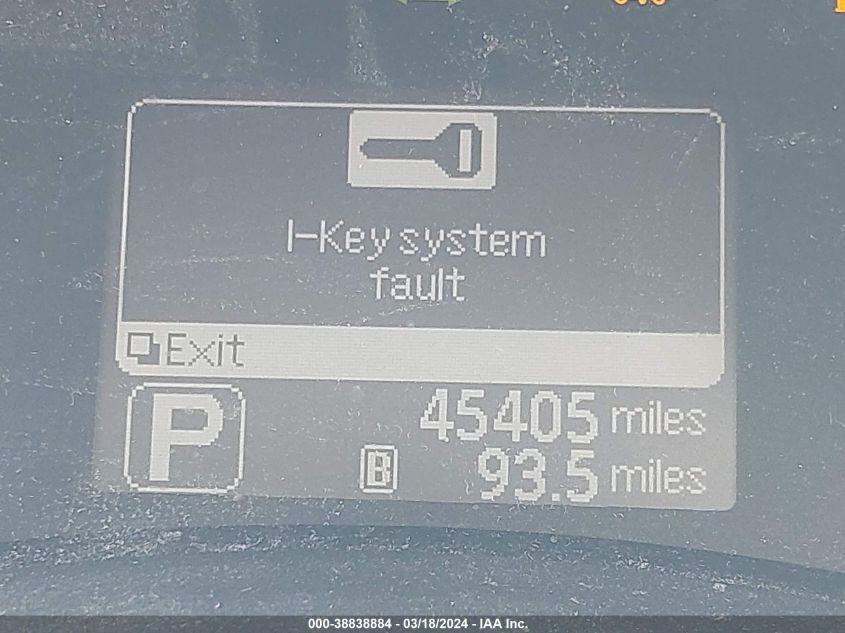 I-Key system
fault
Exit
45405 miles
P
B 93.5 miles
000-38838884 - 03/18/2024 - IAA Inc.